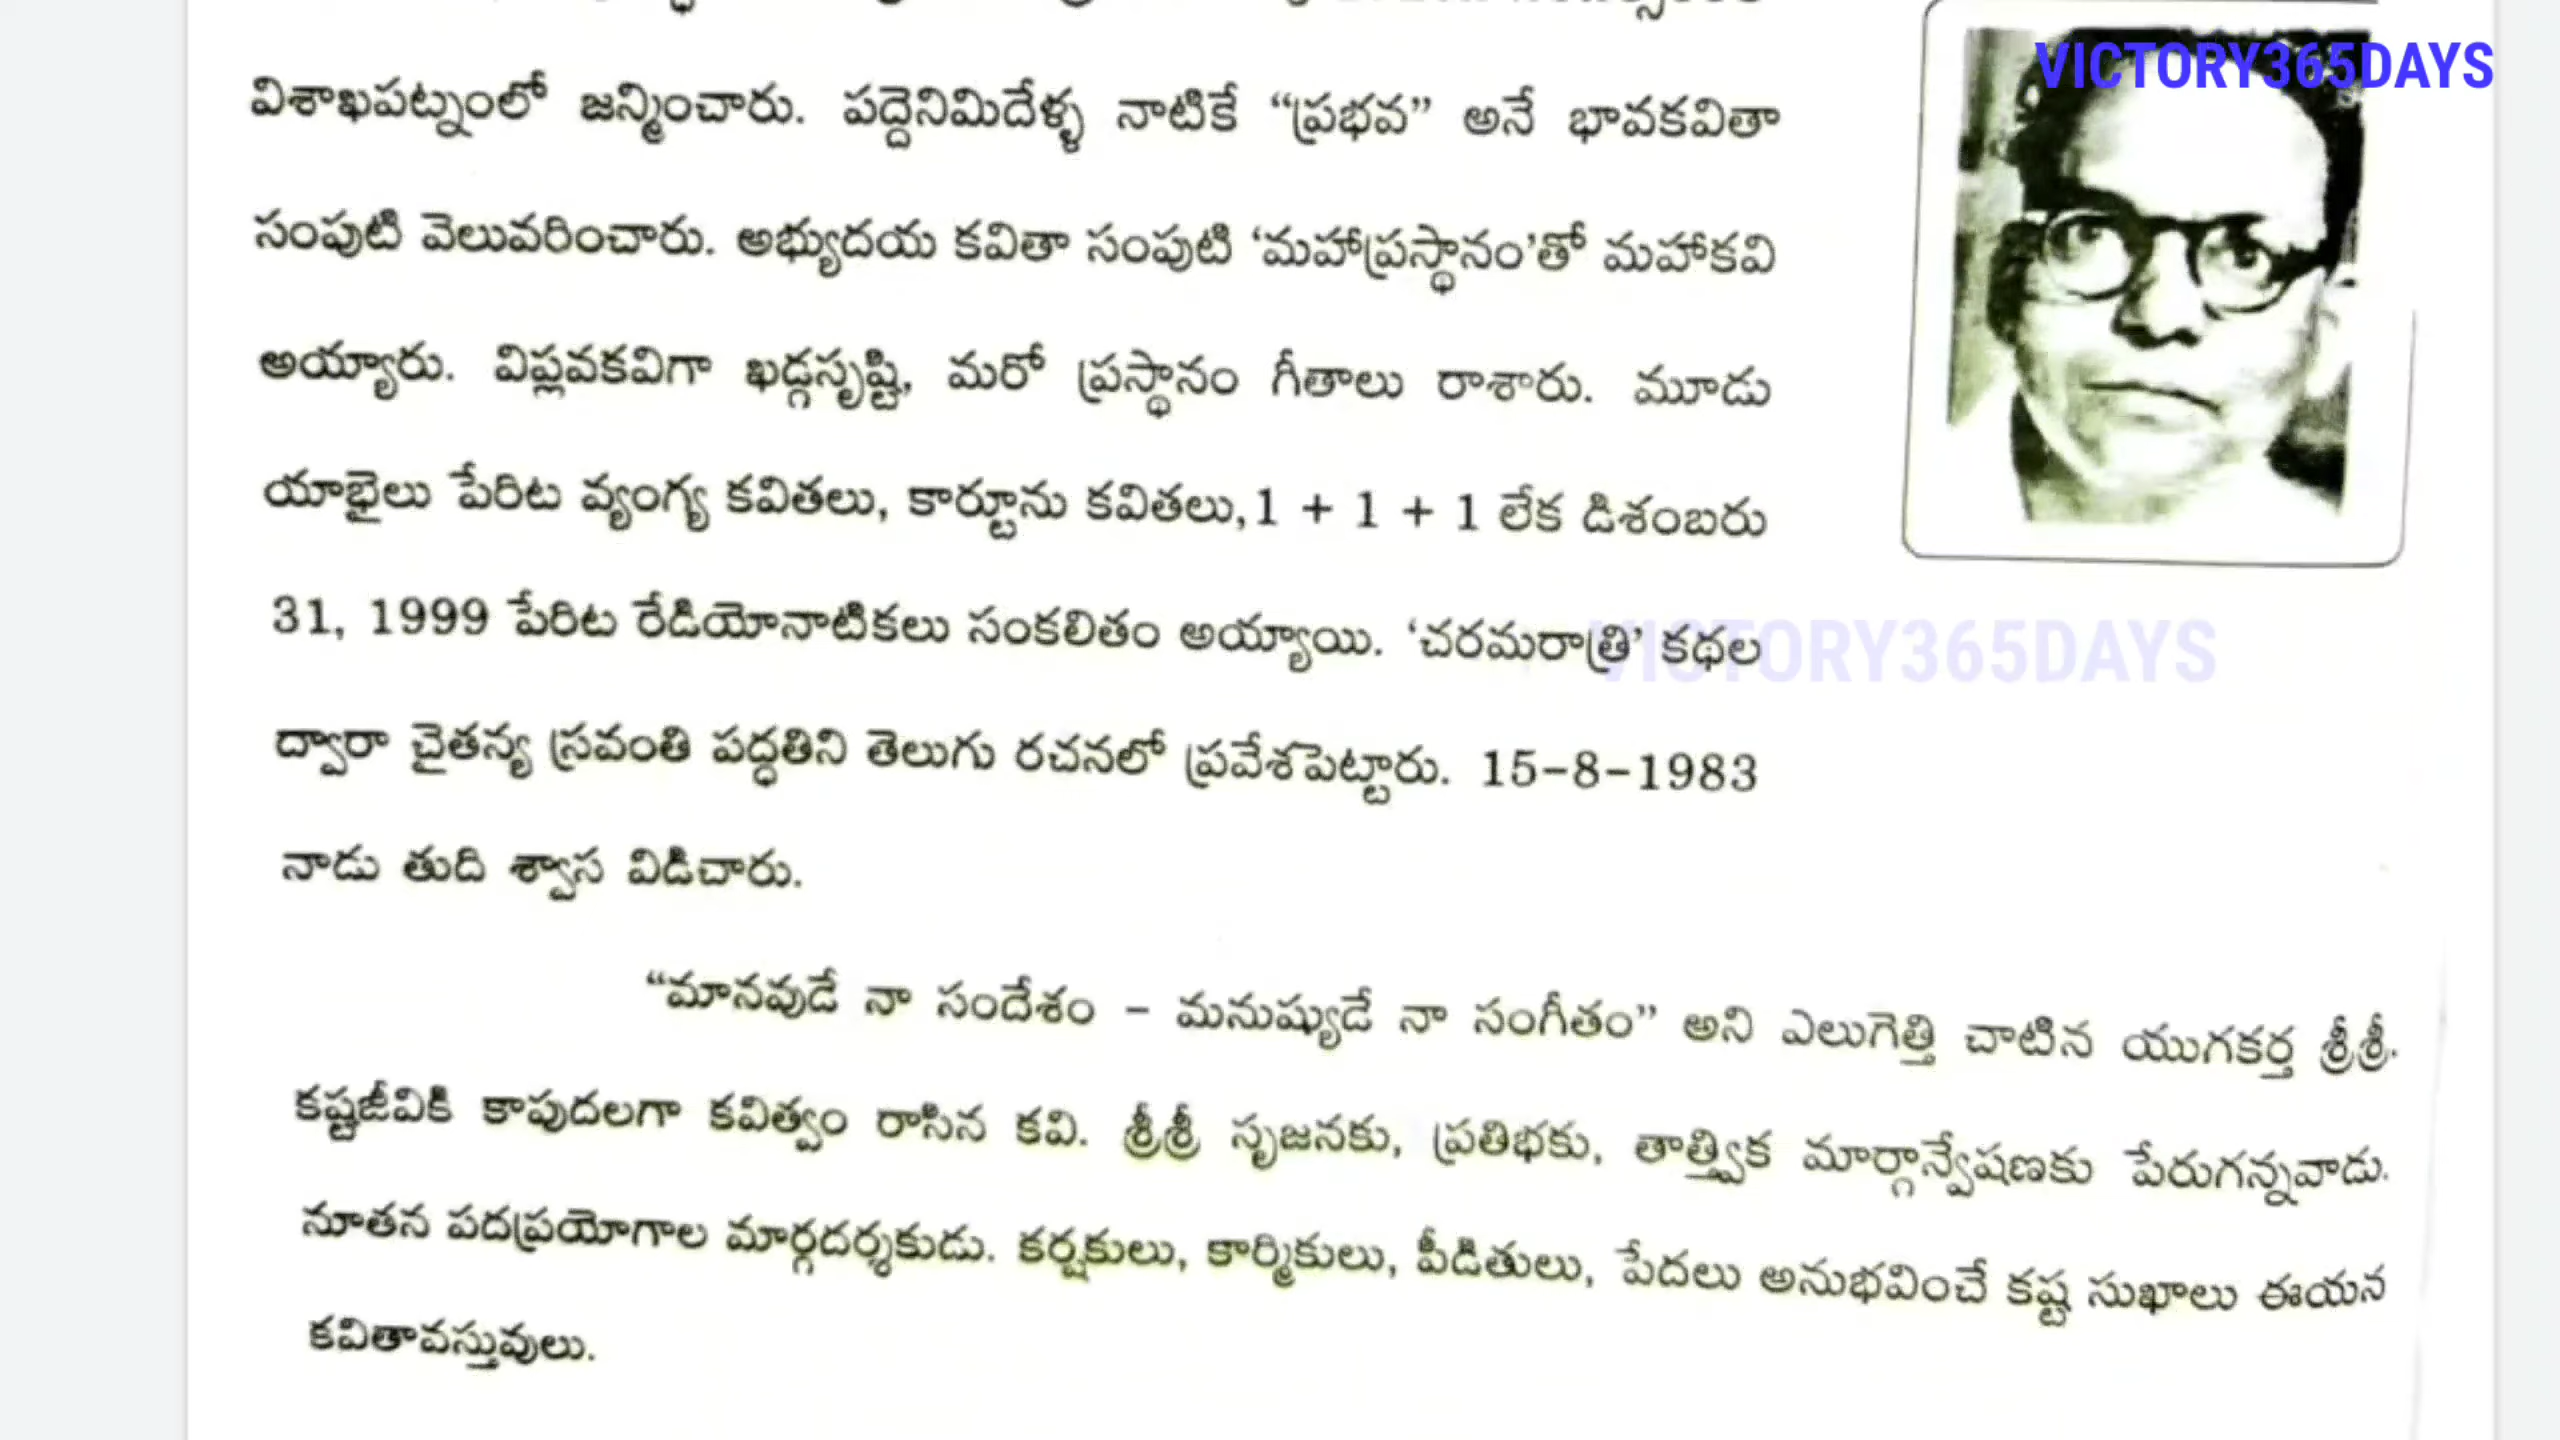 VICTORY365DAYS
విశాఖపట్నంలో జన్మించారు. పద్దెనిమిదేళ్ళ నాటికే “ప్రభవ” అనే భావకవితా
సంపుటి వెలువరించారు. అభ్యుదయ కవితా సంపుటి ‘మహాప్రస్థానం’తో మహాకవి
అయ్యారు. విప్లవకవిగా ఖడ్గసృష్టి, మరో ప్రస్థానం గీతాలు రాశారు. మూడు
యాభైలు పేరిట వ్యంగ్య కవితలు, కార్టూను కవితలు, 1 + 1 + 1 లేక డిశంబరు
31, 1999 పేరిట రేడియోనాటికలు సంకలితం అయ్యాయి. ‘చరమరాత్రి’ కథల
VICTORY365DAYS
ద్వారా చైతన్య స్రవంతి పద్ధతిని తెలుగు రచనలో ప్రవేశపెట్టారు. 15-8-1983
నాడు తుది శ్వాస విడిచారు.
“మానవుడే నా సందేశం - మనుష్యుడే నా సంగీతం” అని ఎలుగెత్తి చాటిన యుగకర్త శ్రీశ్రీ.
కష్టజీవికి కాపుదలగా కవిత్వం రాసిన కవి. శ్రీశ్రీ సృజనకు, ప్రతిభకు, తాత్త్విక మార్గాన్వేషణకు పేరుగన్నవాడు.
నూతన పదప్రయోగాల మార్గదర్శకుడు. కర్షకులు, కార్మికులు, పీడితులు, పేదలు అనుభవించే కష్ట సుఖాలు ఈయన
కవితావస్తువులు.